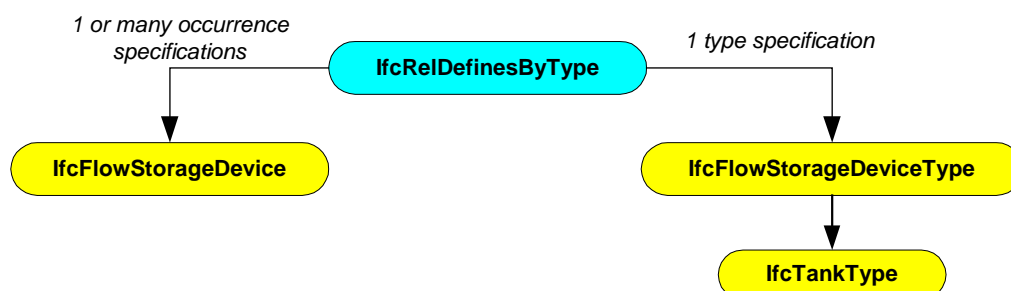 1 or many occurrence
specifications
1 type specification
IfcRelDefinesByType
IfcFlowStorageDevice
IfcFlowStorageDeviceType
IfcTankType